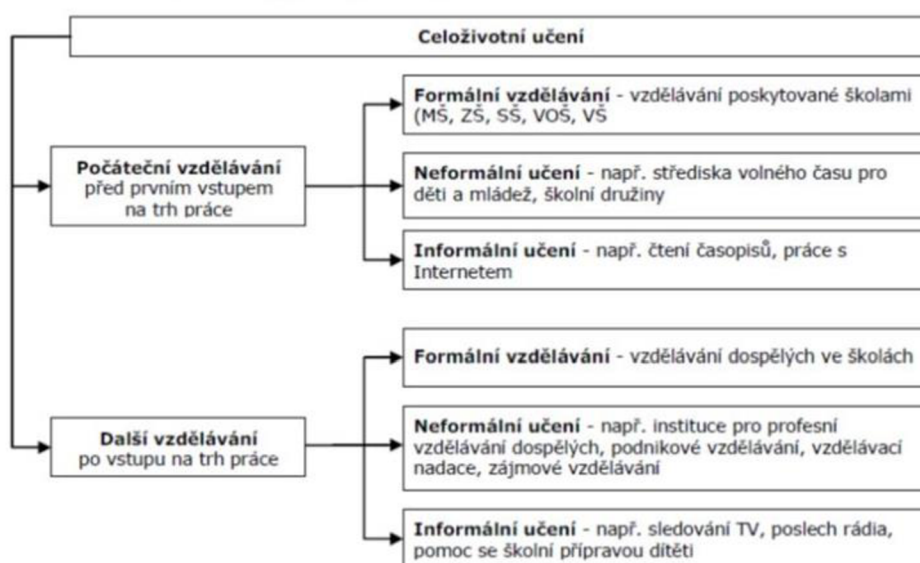 Celoživotní učení
Formální vzdělávání - vzdělávání poskytované školami
(MŠ, ZŠ, SŠ, VOŠ, VŠ
Počáteční vzdělávání
před prvním vstupem
na trh práce
Neformální učení - např. střediska volného času pro
děti a mládež, školní družiny
Informální učení - např. čtení časopisů, práce s
Internetem
Formální vzdělávání - vzdělávání dospělých ve školách
Další vzdělávání
po vstupu na trh práce
Neformální učení - např. instituce pro profesní
vzdělávání dospělých, podnikové vzdělávání, vzdělávací
nadace, zájmové vzdělávání
Informální učení - např. sledování TV, poslech rádia,
pomoc se školní přípravou dítěti